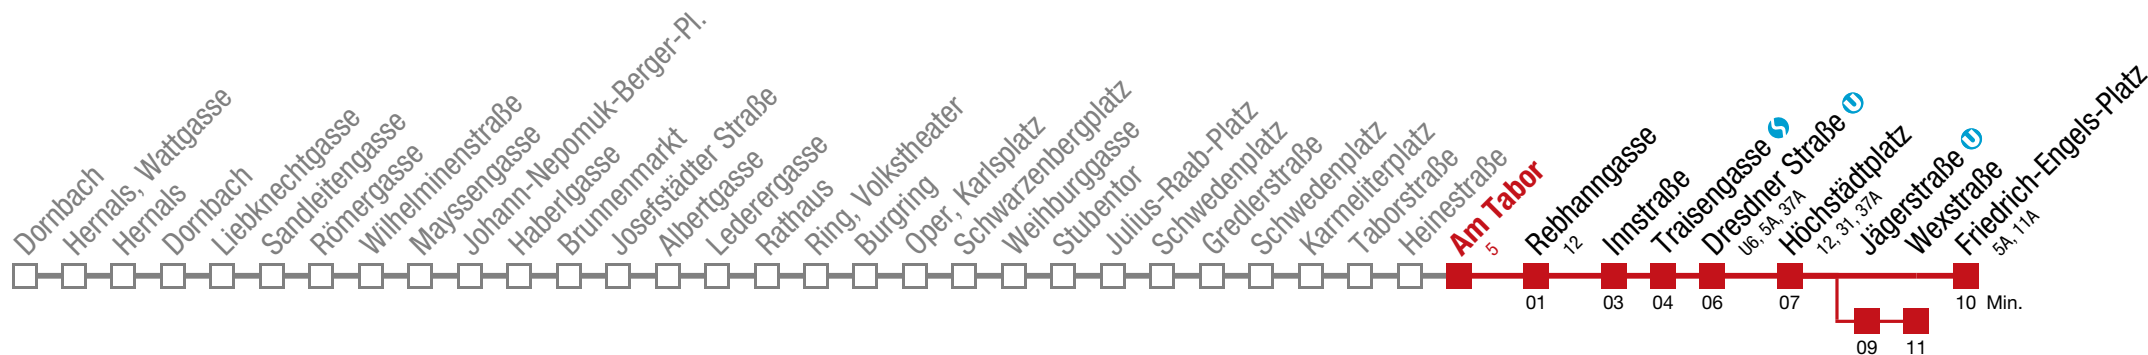 Dornbach
Hernals, Wattgasse
Hernals
Dornbach
Liebknechtgasse
Sandleitengasse
Römergasse
Wilhelminenstraße
Mayssengasse
Johann-Nepomuk-Berger-Pl.
Haberlgasse
Brunnenmarkt
Josefstädter Straße
Albertgasse
Lederergasse
Rathaus
Ring, Volkstheater
Burgring
Oper, Karlsplatz
Schwarzenbergplatz
Weihburggasse
Stubentor
Julius-Raab-Platz
Schwedenplatz
Gredlerstraße
Schwedenplatz
Karmeliterplatz
Taborstraße
Heinestraße
Am Tabor
5
Rebhanngasse
12
Innstraße
Traisengasse S
Dresdner Straße U
U6, 5A, 37A
Höchstädtplatz
12, 31, 37A
Jägerstraße U
Wexstraße
Friedrich-Engels-Platz
5A, 11A
01 03 04 06 07 10 Min.
09 11